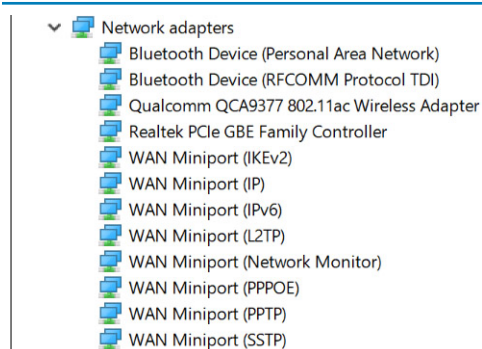 Network adapters
Bluetooth Device (Personal Area Network)
Bluetooth Device (RFCOMM Protocol TDI)
Qualcomm QCA9377 802.11ac Wireless Adapter
Realtek PCIe GBE Family Controller
WAN Miniport (IKEv2)
WAN Miniport (IP)
WAN Miniport (IPv6)
WAN Miniport (L2TP)
WAN Miniport (Network Monitor)
WAN Miniport (PPPOE)
WAN Miniport (PPTP)
WAN Miniport (SSTP)